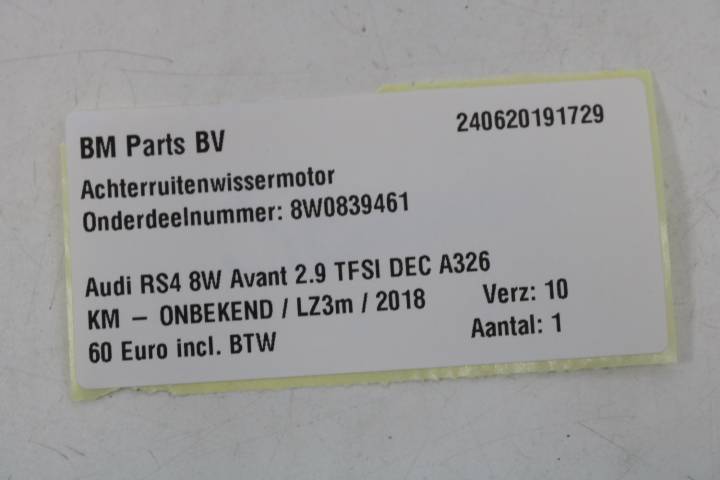 BM Parts BV 240620191729
Achterruitenwissermotor
Onderdeelnummer: 8W0839461
Audi RS4 8W Avant 2.9 TFSI DEC A326
KM – ONBEKEND / LZ3m / 2018 Verz: 10
60 Euro incl. BTW Aantal: 1